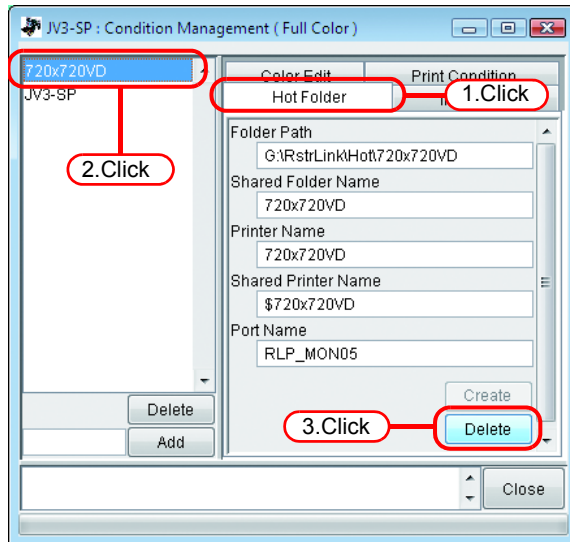 JV3-SP : Condition Management ( Full Color )
720x720VD
JV3-SP
Color Edit
Print Condition
Hot Folder
1.Click
2.Click
Folder Path
G:\RstrLink\Hot\720x720VD
Shared Folder Name
720x720VD
Printer Name
720x720VD
Shared Printer Name
$720x720VD
Port Name
RLP_MON05
Create
Delete
3.Click
Delete
Add
Close